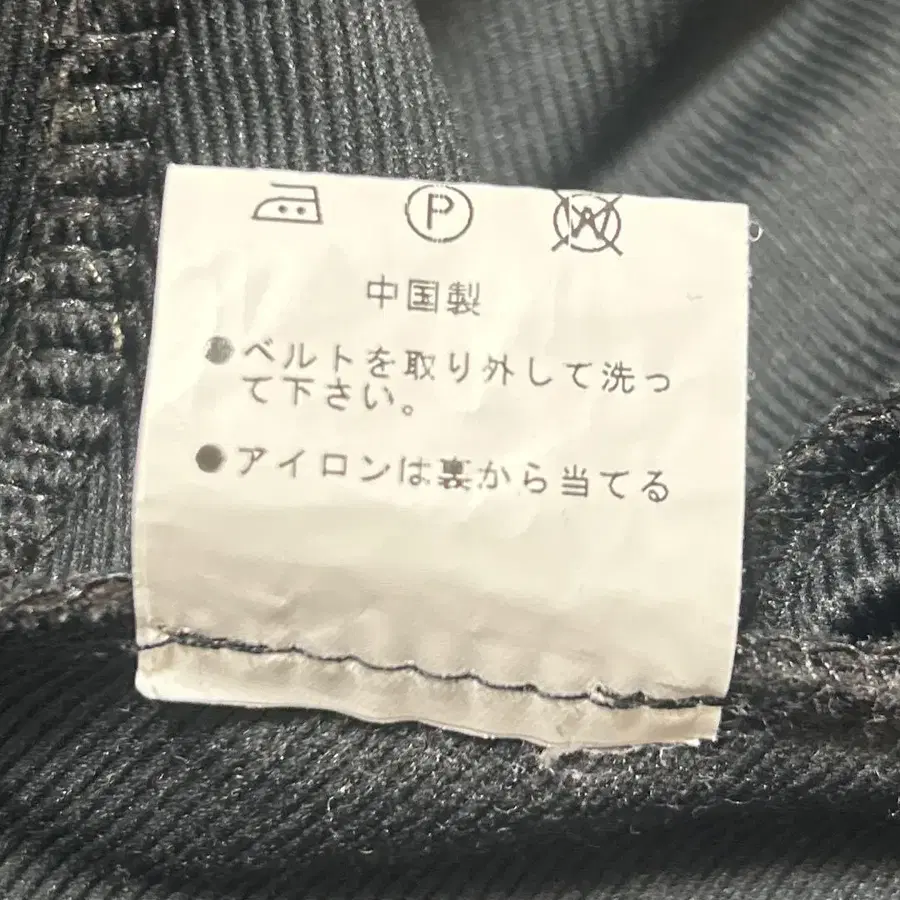 P W
中国製
●ベルトを取り外して洗っ
て下さい。
●アイロンは裏から当てる